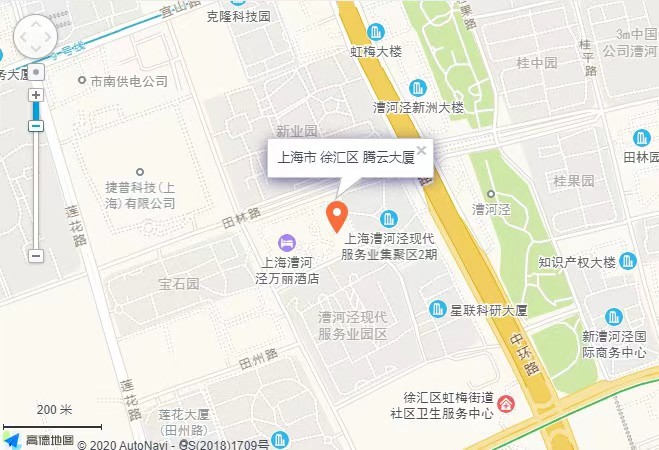 宜山路
克隆科技园
果路
虹梅大楼
3m中国
公司漕河
桂中园
桂平路
号线
务大厦
市南供电公司
漕河泾新洲大楼
新业园
田林园
上海市 徐汇区 腾云大厦
路
捷普科技(上
海)有限公司
桂果园
莲花路
田林路
漕河泾
上海漕河泾现代
服务业集聚区2期
上海漕河
泾万丽酒店
知识产权大楼
宝石园
星联科研大厦
漕河泾现代
服务业园区
中环路
新漕河泾国
际商务中心
田州路
莲花路
徐汇区虹梅街道
社区卫生服务中心
200 米
莲花大厦
(田州路)
高德地图
© 2020 AutoNavi - GS(2018)1709号